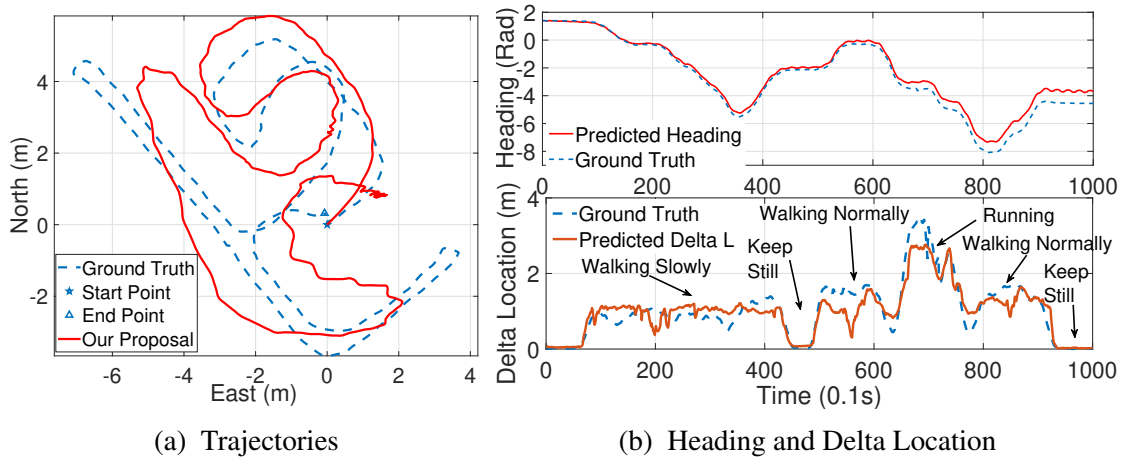 4
2
0
-2
North (m)
-6
-4
-2
0
2
4
East (m)
Ground Truth
Start Point
End Point
Our Proposal
(a) Trajectories
2
0
-2
-4
-6
-8
Heading (Rad)
Predicted Heading
Ground Truth
0
200
400
600
800
1000
4
2
0
Delta Location (m)
Ground Truth
Predicted Delta L
Walking Slowly
Keep
Still
Walking Normally
Running
Walking Normally
Keep
Still
0
200
400
600
800
1000
Time (0.1s)
(b) Heading and Delta Location